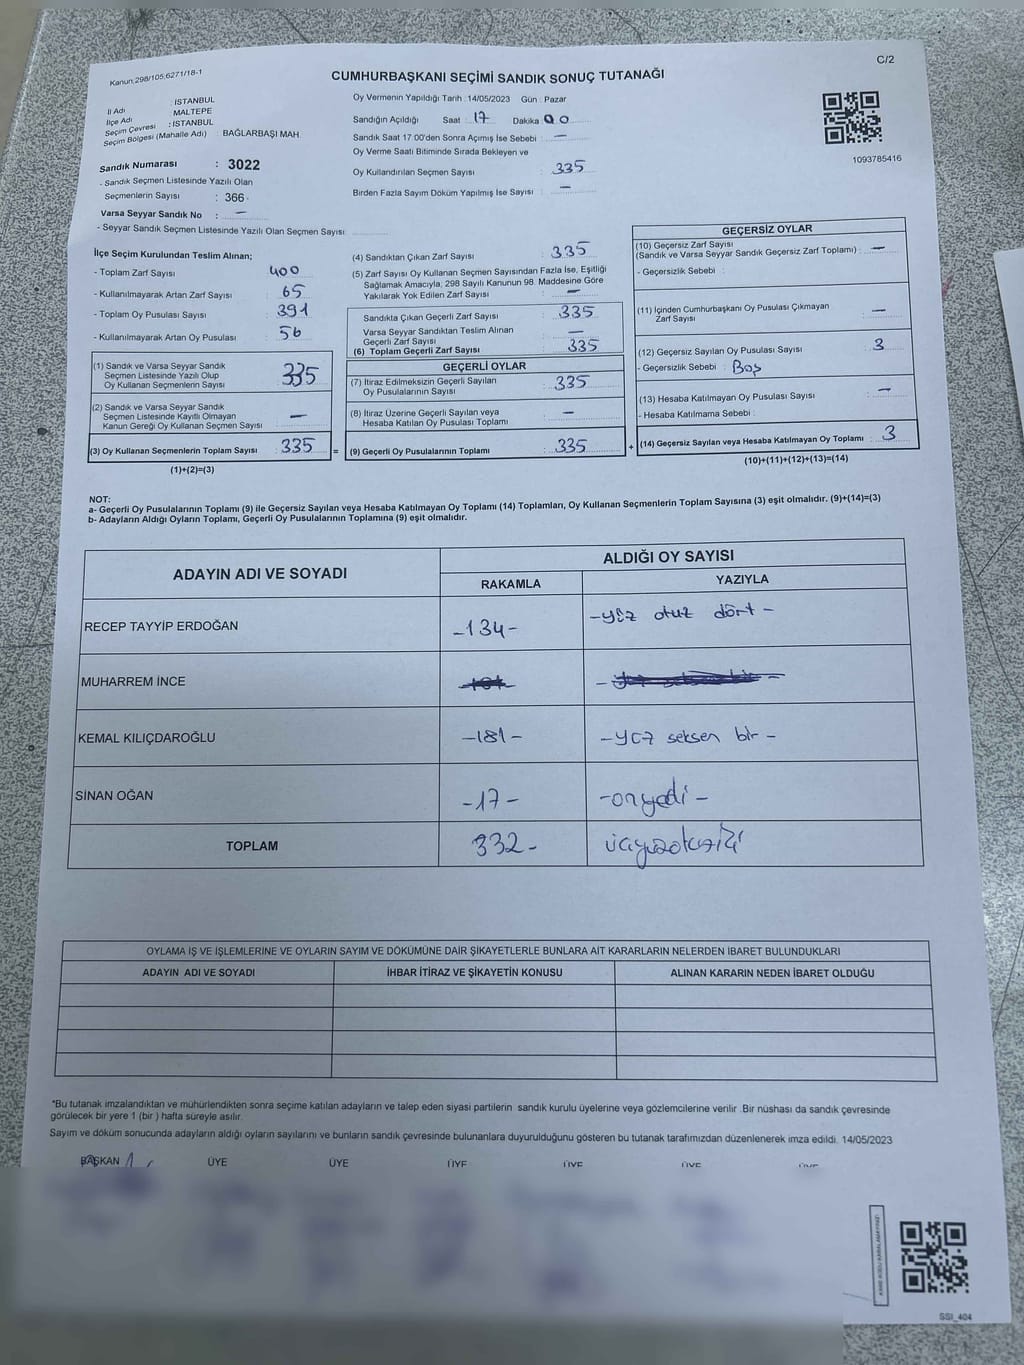 C/2
Kanun:298/105,6271/18-1
CUMHURBAŞKANI SEÇİMİ SANDIK SONUÇ TUTANAĞI
İl Adı : İSTANBUL
İlçe Adı : MALTEPE
Seçim Çevresi : İSTANBUL
Seçim Bölgesi (Mahalle Adı) : BAĞLARBAŞI MAH.
Sandık Numarası : 3022
- Sandık Seçmen Listesinde Yazılı Olan
Seçmenlerin Sayısı : 366
Varsa Seyyar Sandık No : —
- Seyyar Sandık Seçmen Listesinde Yazılı Olan Seçmen Sayısı:
Oy Vermenin Yapıldığı Tarih :14/05/2023 Gün : Pazar
Sandığın Açıldığı Saat : 17 Dakika 00
Sandık Saat 17:00'den Sonra Açımış İse Sebebi : —
Oy Verme Saati Bitiminde Sırada Bekleyen ve
Oy Kullandırılan Seçmen Sayısı : 335
Birden Fazla Sayım Döküm Yapılmış İse Sayısı : —
1093785416
İlçe Seçim Kurulundan Teslim Alınan;
- Toplam Zarf Sayısı : 400
- Kullanılmayarak Artan Zarf Sayısı : 65
- Toplam Oy Pusulası Sayısı : 391
- Kullanılmayarak Artan Oy Pusulası : 56
(1) Sandık ve Varsa Seyyar Sandık
Seçmen Listesinde Yazılı Olup
Oy Kullanan Seçmenlerin Sayısı : 335
(2) Sandık ve Varsa Seyyar Sandık
Seçmen Listesinde Kayıtlı Olmayan
Kanun Gereği Oy Kullanan Seçmen Sayısı : —
(3) Oy Kullanan Seçmenlerin Toplam Sayısı : 335
(1)+(2)=(3)
(4) Sandıktan Çıkan Zarf Sayısı : 335
(5) Zarf Sayısı Oy Kullanan Seçmen Sayısından Fazla İse, Eşitliği
Sağlamak Amacıyla, 298 Sayılı Kanunun 98. Maddesine Göre
Yakılarak Yok Edilen Zarf Sayısı : —
Sandıkta Çıkan Geçerli Zarf Sayısı : 335
Varsa Seyyar Sandıktan Teslim Alınan
Geçerli Zarf Sayısı : —
(6) Toplam Geçerli Zarf Sayısı : 335
GEÇERLİ OYLAR
(7) İtiraz Edilmeksizin Geçerli Sayılan
Oy Pusulasının Sayısı : 335
(8) İtiraz Üzerine Geçerli Sayılan veya
Hesaba Katılan Oy Pusulası Toplamı : —
= (9) Geçerli Oy Pusulalarının Toplamı : 335
GEÇERSİZ OYLAR
(10) Geçersiz Zarf Sayısı
(Sandık ve Varsa Seyyar Sandık Geçersiz Zarf Toplamı) : —
- Geçersizlik Sebebi :
(11) İçinden Cumhurbaşkanı Oy Pusulası Çıkmayan
Zarf Sayısı : —
(12) Geçersiz Sayılan Oy Pusulası Sayısı : 3
- Geçersizlik Sebebi : Boş
(13) Hesaba Katılmayan Oy Pusulası Sayısı : —
- Hesaba Katılmama Sebebi :
+ (14) Geçersiz Sayılan veya Hesaba Katılmayan Oy Toplamı : 3
(10)+(11)+(12)+(13)=(14)
NOT:
a- Geçerli Oy Pusulalarının Toplamı (9) ile Geçersiz Sayılan veya Hesaba Katılmayan Oy Toplamı (14) Toplamları, Oy Kullanan Seçmenlerin Toplam Sayısına (3) eşit olmalıdır. (9)+(14)=(3)
b- Adayların Aldığı Oyların Toplamı, Geçerli Oy Pusulalarının Toplamına (9) eşit olmalıdır.
ADAYIN ADI VE SOYADI ALDIĞI OY SAYISI
RAKAMLA YAZIYLA
RECEP TAYYİP ERDOĞAN -134- -yüz otuz dört-
MUHARREM İNCE
KEMAL KILIÇDAROĞLU -181- -yüz seksen bir-
SİNAN OĞAN -17- -onyedi-
TOPLAM 332- üçyüzotuziki
OYLAMA İŞ VE İŞLEMLERİNE VE OYLARIN SAYIM VE DÖKÜMÜNE DAİR ŞİKAYETLERLE BUNLARA AİT KARARLARIN NELERDEN İBARET BULUNDUKLARI
ADAYIN ADI VE SOYADI İHBAR İTİRAZ VE ŞİKAYETİN KONUSU ALINAN KARARIN NEDEN İBARET OLDUĞU
*Bu tutanak imzalandıktan ve mühürlendikten sonra seçime katılan adayların ve talep eden siyasi partilerin sandık kurulu üyelerine veya gözlemcilerine verilir .Bir nüshası da sandık çevresinde
görülecek bir yere 1 (bir ) hafta süreyle asılır.
Sayım ve döküm sonucunda adayların aldığı oyların sayılarını ve bunların sandık çevresinde bulunanlara duyurulduğunu gösteren bu tutanak tarafımızdan düzenlenerek imza edildi. 14/05/2023
BAŞKAN ÜYE ÜYE ÜYE ÜYE ÜYE ÜYE
KARE KODU KARALAMAYINIZ!
SSI_404